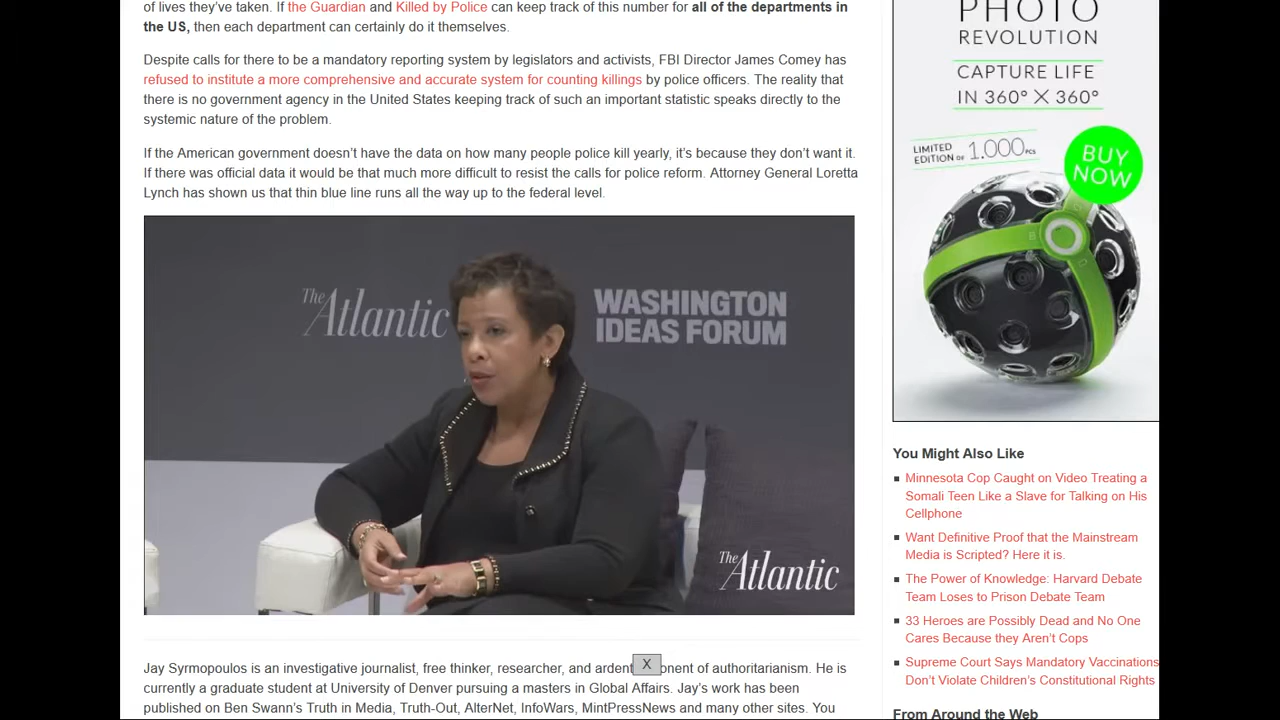 of lives they've taken. If the Guardian and Killed by Police can keep track of this number for all of the departments in
the US, then each department can certainly do it themselves.
Despite calls for there to be a mandatory reporting system by legislators and activists, FBI Director James Comey has
refused to institute a more comprehensive and accurate system for counting killings by police officers. The reality that
there is no government agency in the United States keeping track of such an important statistic speaks directly to the
systemic nature of the problem.
If the American government doesn't have the data on how many people police kill yearly, it's because they don't want it.
If there was official data it would be that much more difficult to resist the calls for police reform. Attorney General Loretta
Lynch has shown us that thin blue line runs all the way up to the federal level.
The Atlantic
WASHINGTON
IDEAS FORUM
The Atlantic
Jay Syrmopoulos is an investigative journalist, free thinker, researcher, and ardent onent of authoritarianism. He is
X
currently a graduate student at University of Denver pursuing a masters in Global Affairs. Jay's work has been
published on Ben Swann's Truth in Media, Truth-Out, AlterNet, InfoWars, MintPressNews and many other sites. You
PHOTO
REVOLUTION
CAPTURE LIFE
IN 360° X 360°
LIMITED
EDITION OF 1.000 PCS
BUY
NOW
You Might Also Like
Minnesota Cop Caught on Video Treating a
Somali Teen Like a Slave for Talking on His
Cellphone
Want Definitive Proof that the Mainstream
Media is Scripted? Here it is.
The Power of Knowledge: Harvard Debate
Team Loses to Prison Debate Team
33 Heroes are Possibly Dead and No One
Cares Because they Aren't Cops
Supreme Court Says Mandatory Vaccinations
Don't Violate Children's Constitutional Rights
From Around the Web